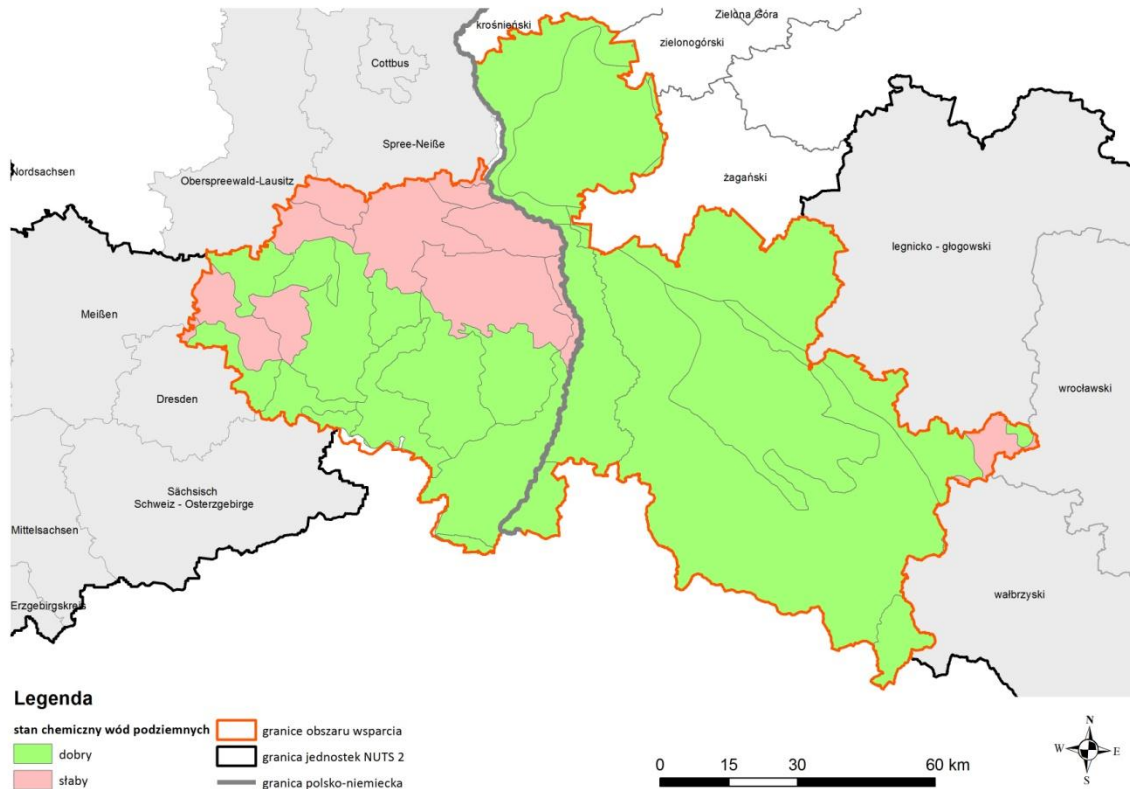 krośnieński
Zielona Góra
zielonogórski
Cottbus
Spree-Neiße
Nordsachsen
Oberspreewald-Lausitz
żagański
legnicko - głogowski
Meißen
wrocławski
Dresden
Sächsisch
Schweiz - Osterzgebirge
Mittelsachsen
Erzgebirgskreis
wałbrzyski
Legenda
stan chemiczny wód podziemnych
dobry
słaby
granice obszaru wsparcia
granica jednostek NUTS 2
granica polsko-niemiecka
0 15 30 60 km
N
W E
S